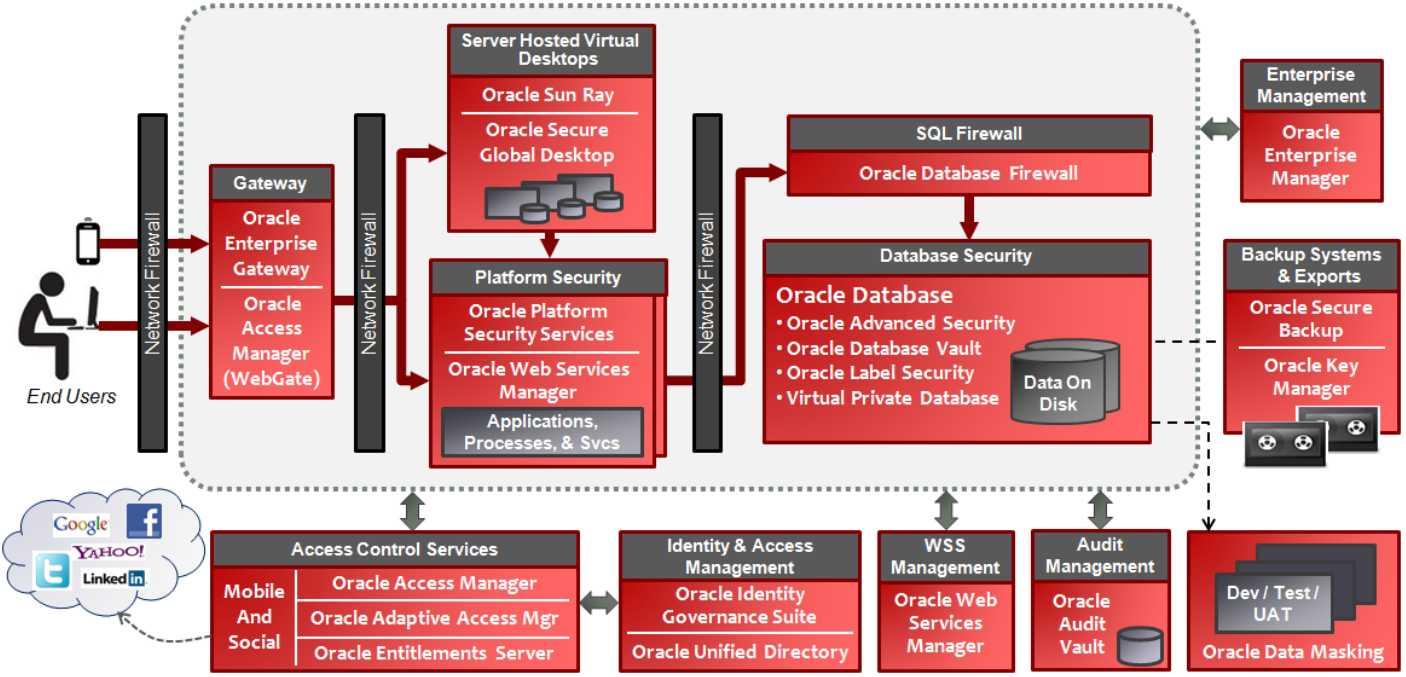 Server Hosted Virtual
Desktops
Oracle Sun Ray
Oracle Secure
Global Desktop
Enterprise
Management
Oracle
Enterprise
Manager
SQL Firewall
Oracle Database Firewall
Network Firewall
Gateway
Oracle
Enterprise
Gateway
Oracle
Access
Manager
(WebGate)
Network Firewall
Network Firewall
End Users
Platform Security
Oracle Platform
Security Services
Oracle Web Services
Manager
Applications,
Processes, & Svcs
Database Security
Oracle Database
• Oracle Advanced Security
• Oracle Database Vault
• Oracle Label Security
• Virtual Private Database
Data On
Disk
Backup Systems
& Exports
Oracle Secure
Backup
Oracle Key
Manager
Google
f
YAHOO!
t
Linked in
Access Control Services
Mobile
And
Social
Oracle Access Manager
Oracle Adaptive Access Mgr
Oracle Entitlements Server
Identity & Access
Management
Oracle Identity
Governance Suite
Oracle Unified Directory
WSS
Management
Oracle Web
Services
Manager
Audit
Management
Oracle
Audit
Vault
Dev / Test /
UAT
Oracle Data Masking